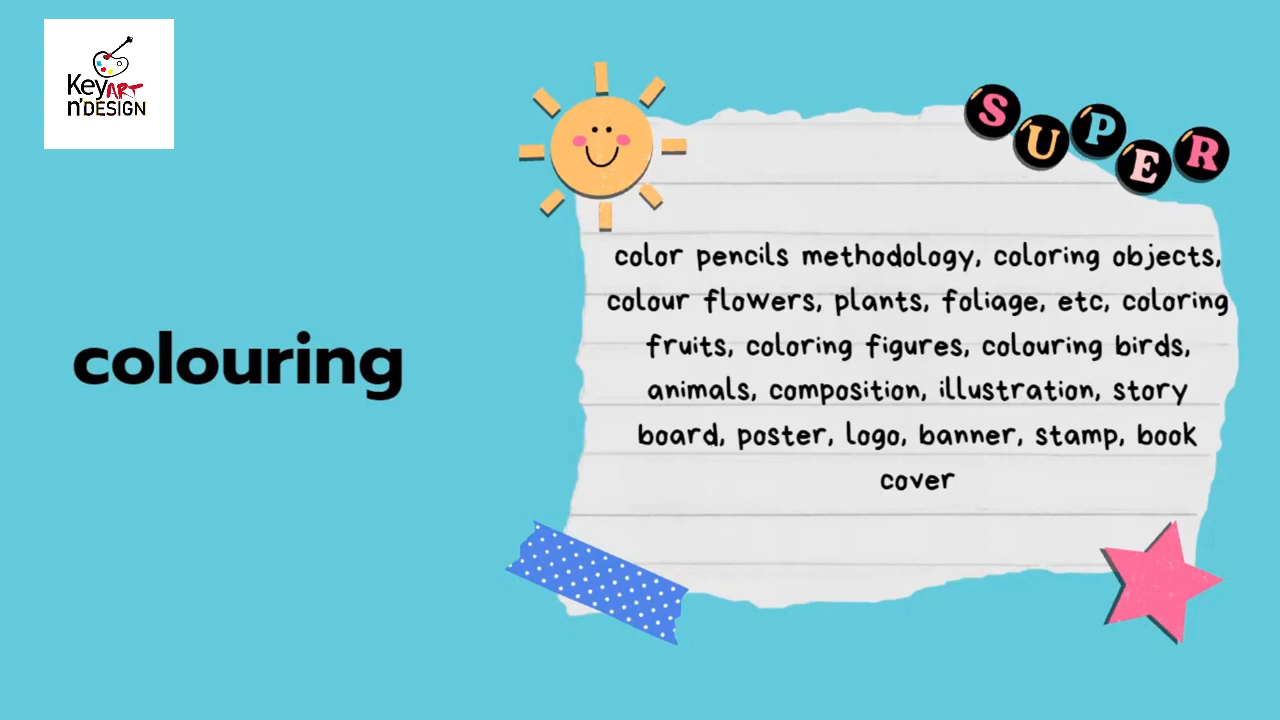 Key ART
n'DESIGN
SUPER
colouring
color pencils methodology, coloring objects,
colour flowers, plants, foliage, etc, coloring
fruits, coloring figures, colouring birds,
animals, composition, illustration, story
board, poster, logo, banner, stamp, book
cover